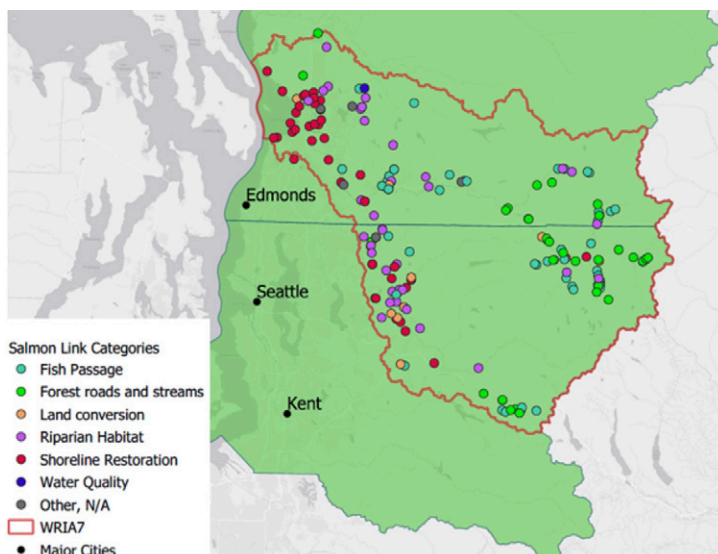 Edmonds
Seattle
Kent
Salmon Link Categories
Fish Passage
Forest roads and streams
Land conversion
Riparian Habitat
Shoreline Restoration
Water Quality
Other, N/A
WRIA7
Major Cities